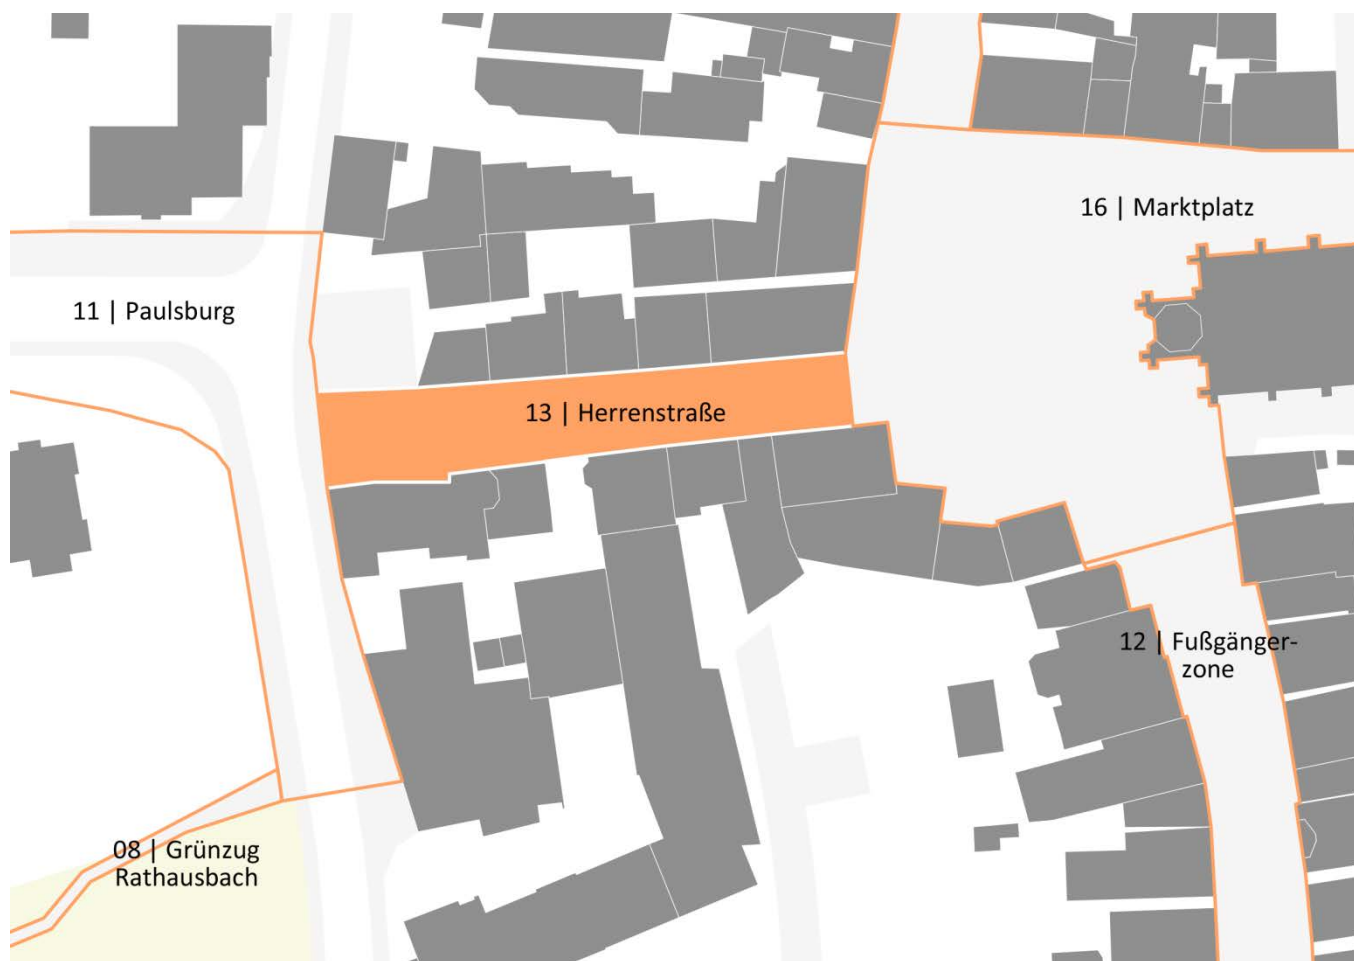 16 | Marktplatz
11 | Paulsburg
13 | Herrenstraße
12 | Fußgänger-
zone
08 | Grünzug
Rathausbach